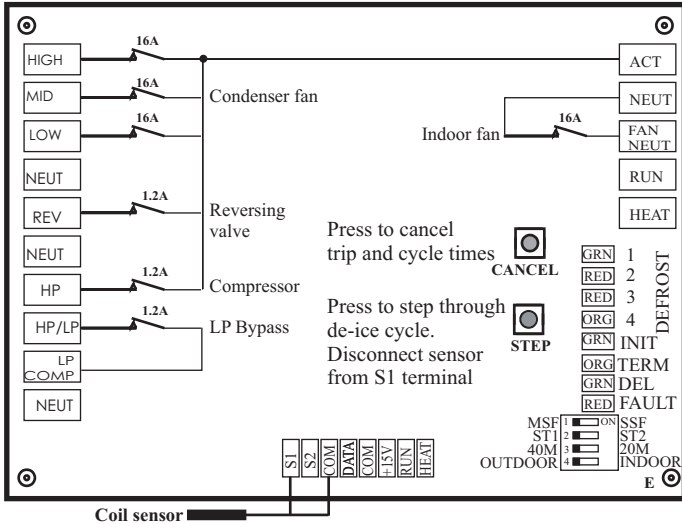 HIGH
16A
ACT
MID
16A
Condenser fan
NEUT
LOW
16A
Indoor fan
16A
FAN
NEUT
NEUT
RUN
REV
1.2A
Reversing
valve
HEAT
NEUT
Press to cancel
trip and cycle times
CANCEL
HP
1.2A
Compressor
HP/LP
1.2A
LP Bypass
Press to step through
de-ice cycle.
Disconnect sensor
from S1 terminal
STEP
LP
COMP
NEUT
GRN 1
RED 2
RED 3
ORG 4
DEFROST
GRN INIT
ORG TERM
GRN DEL
RED FAULT
MSF 1 ON SSF
ST1 2 ST2
40M 3 20M
OUTDOOR 4 INDOOR
E
S1
S2
COM
DATA
COM
+15V
RUN
HEAT
Coil sensor